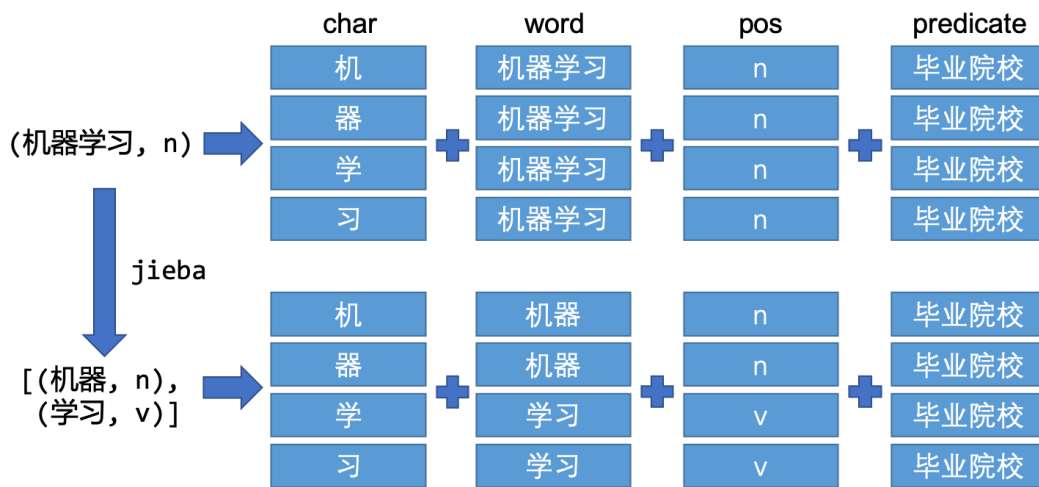 char word pos predicate
机 机器学习 n 毕业院校
器 机器学习 n 毕业院校
(机器学习, n)
学 机器学习 n 毕业院校
习 机器学习 n 毕业院校
jieba
机 机器 n 毕业院校
器 机器 n 毕业院校
[(机器, n),
(学习, v)]
学 学习 v 毕业院校
习 学习 v 毕业院校